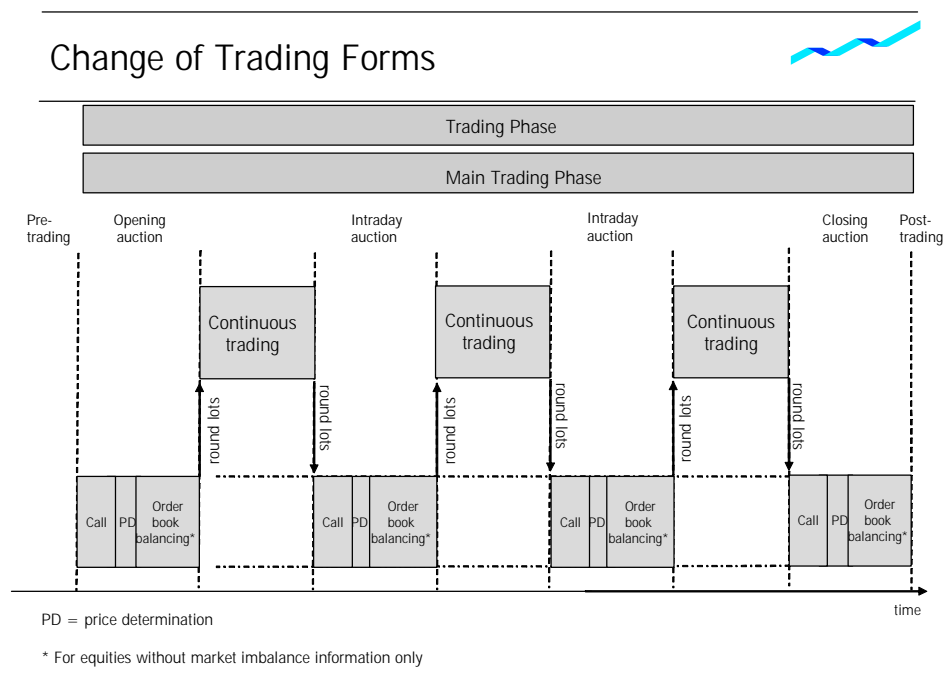 Change of Trading Forms
Trading Phase
Main Trading Phase
Pre-
trading
Opening
auction
Intraday
auction
Intraday
auction
Closing
auction
Post-
trading
Continuous
trading
Continuous
trading
Continuous
trading
round lots
round lots
round lots
round lots
round lots
round lots
Call
PD
Order
book
balancing*
Call
PD
Order
book
balancing*
Call
PD
Order
book
balancing*
Call
PD
Order
book
balancing*
time
PD = price determination
* For equities without market imbalance information only